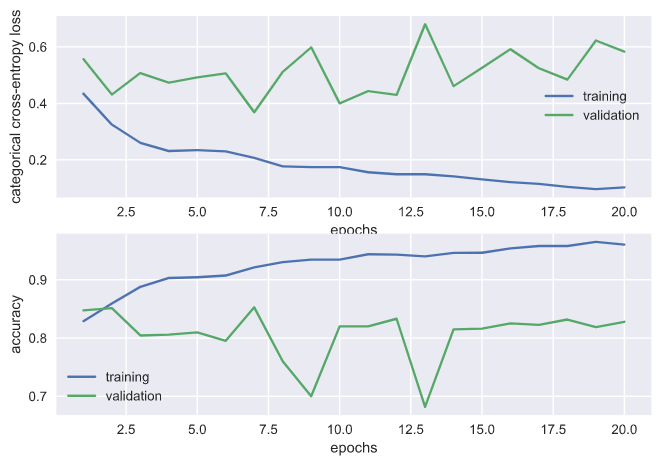 categorical cross-entropy loss
0.6
0.4
0.2
training
validation
2.5 5.0 7.5 10.0 12.5 15.0 17.5 20.0
epochs
accuracy
0.9
0.8
0.7
training
validation
2.5 5.0 7.5 10.0 12.5 15.0 17.5 20.0
epochs